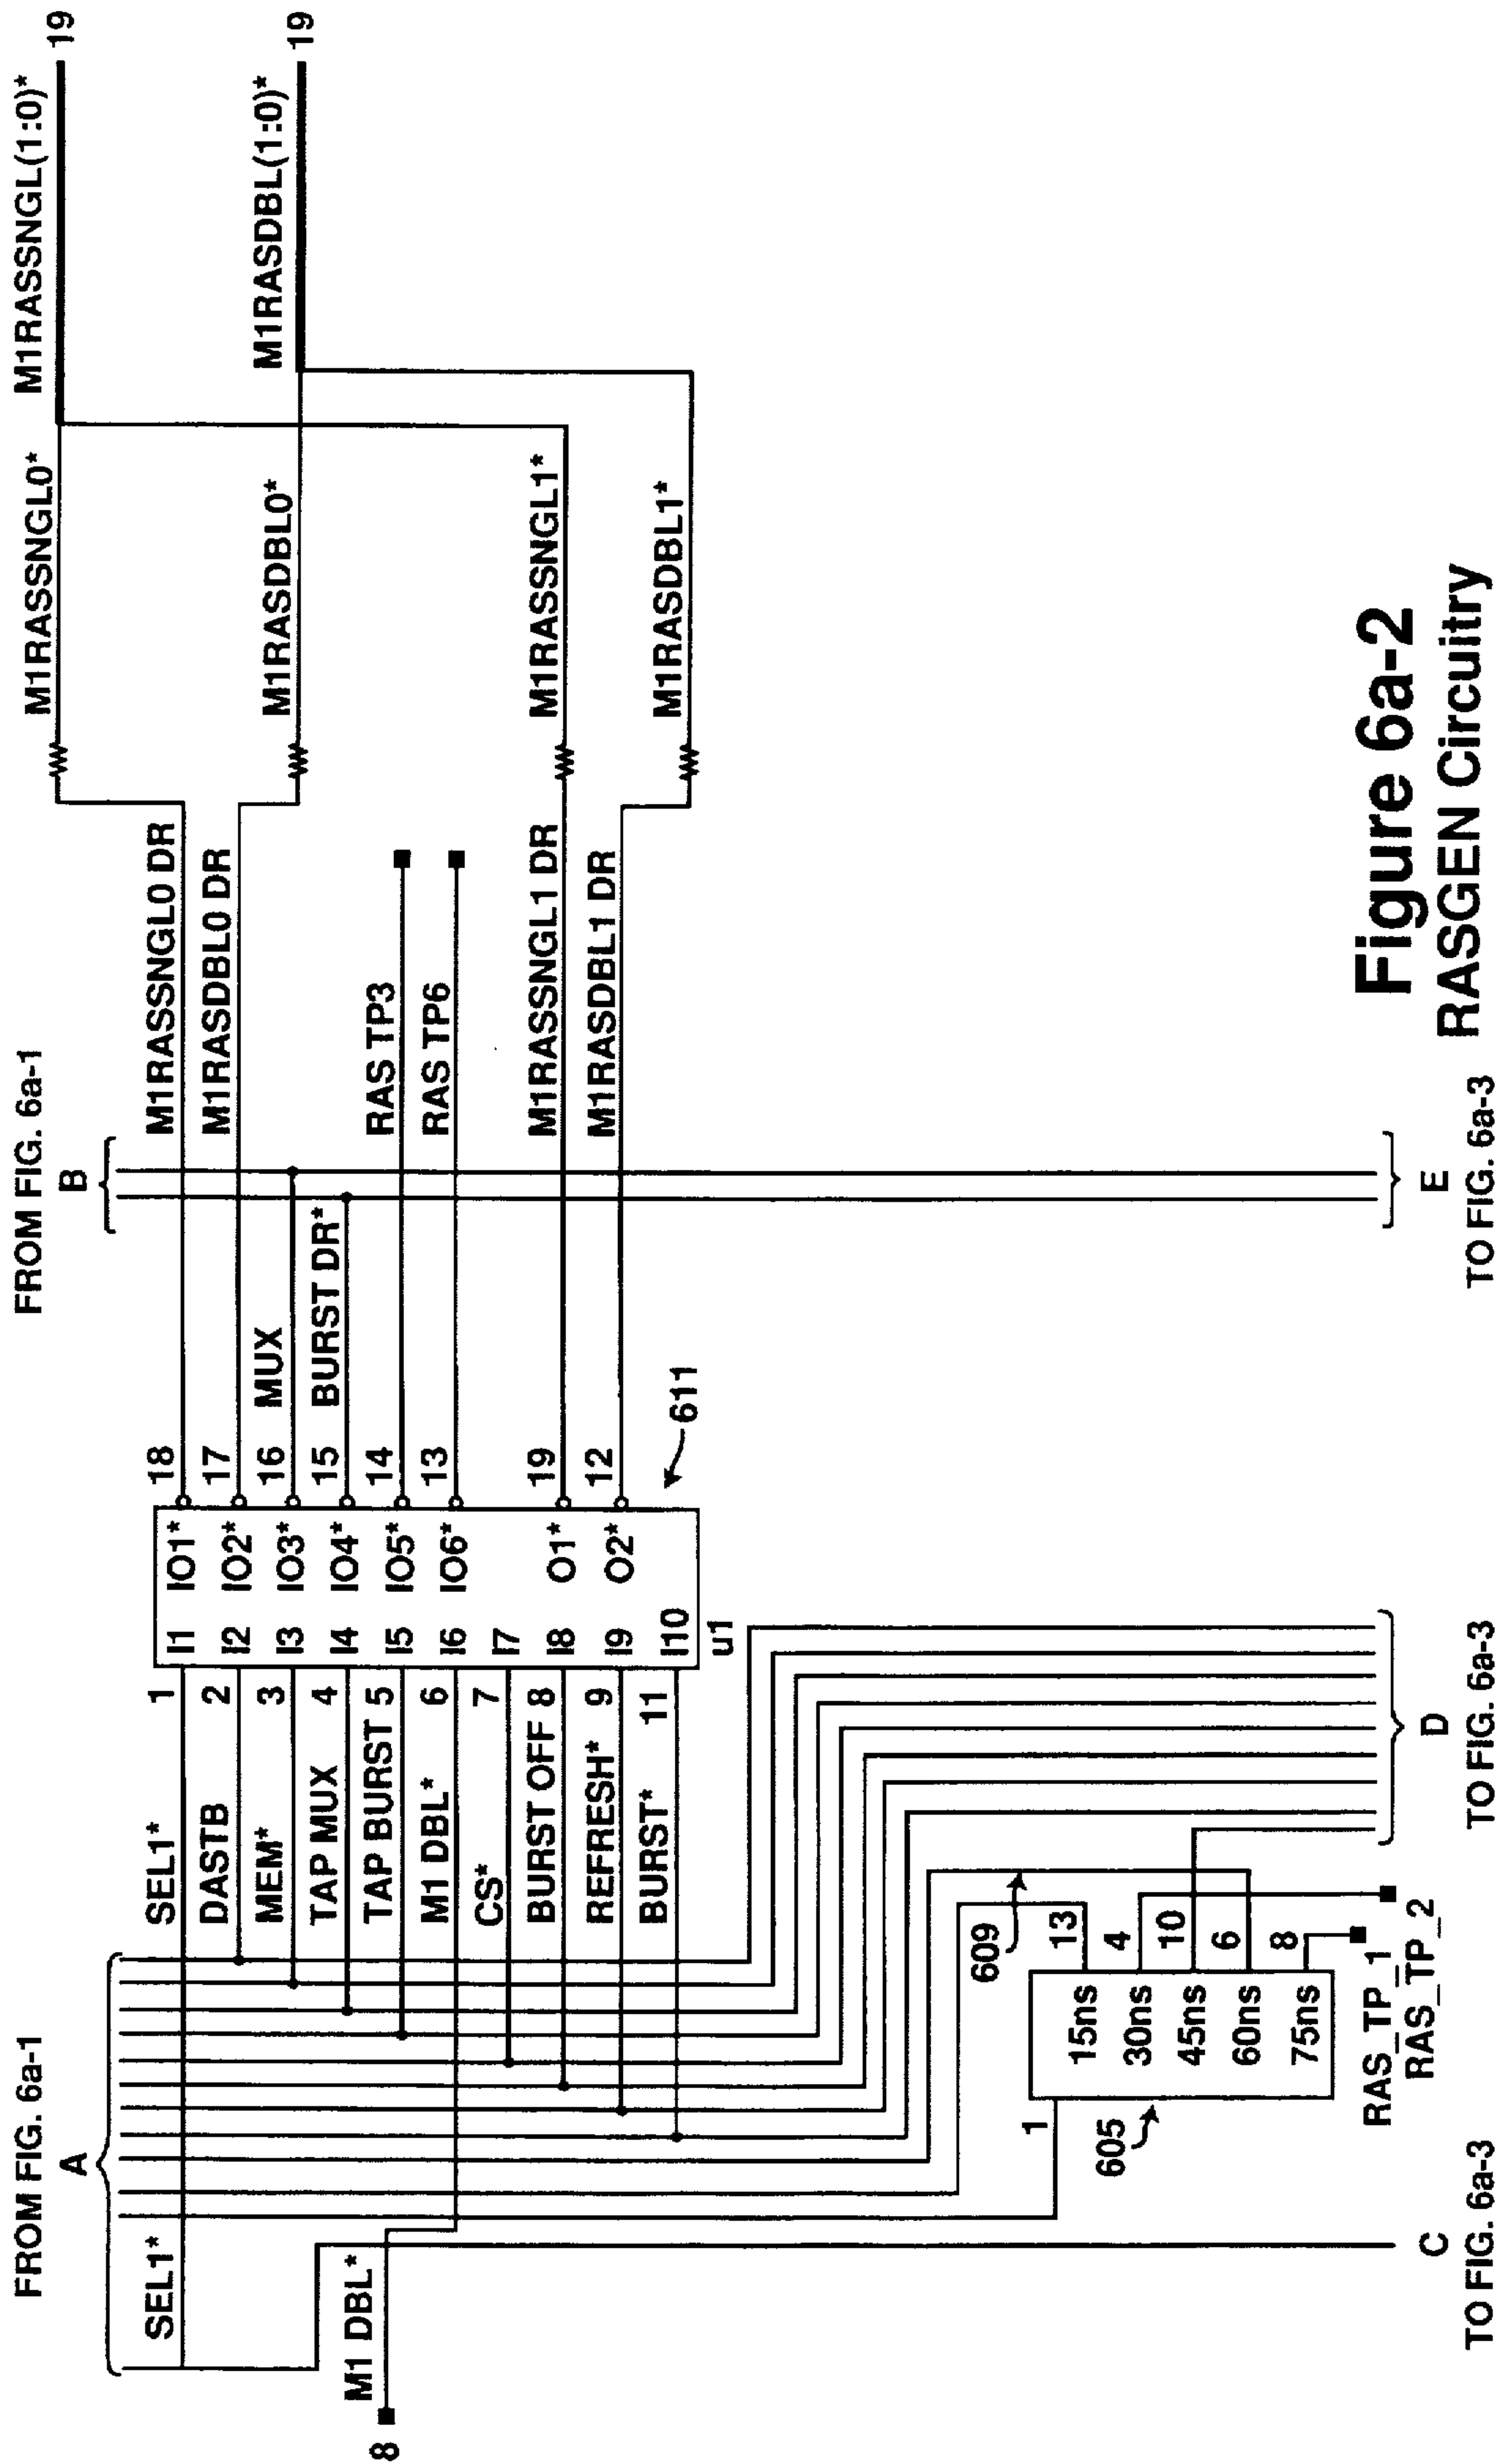 FROM FIG. 6a-1
A
FROM FIG. 6a-1
B
SEL1*
M1 DBL*
8
SEL1* 1
DASTB 2
MEM* 3
TAP MUX 4
TAP BURST 5
M1 DBL* 6
CS* 7
BURST OFF 8
REFRESH* 9
BURST* 11
I1 IO1*
I2 IO2*
I3 IO3*
I4 IO4*
I5 IO5*
I6 IO6*
I7
I8 O1*
I9 O2*
I10
u1
611
18 M1RASSNGL0 DR
17 M1RASDBL0 DR
16 MUX
15 BURST DR*
14 RAS TP3
13 RAS TP6
19 M1RASSNGL1 DR
12 M1RASDBL1 DR
M1RASSNGL0*
M1RASDBL0*
M1RASSNGL1*
M1RASDBL1*
M1RASSNGL(1:0)* 19
M1RASDBL(1:0)* 19
605
609
1
15ns 13
30ns 4
45ns 10
60ns 6
75ns 8
RAS_TP_1
RAS_TP_2
C
TO FIG. 6a-3
D
TO FIG. 6a-3
E
TO FIG. 6a-3
Figure 6a-2
RASGEN Circuitry